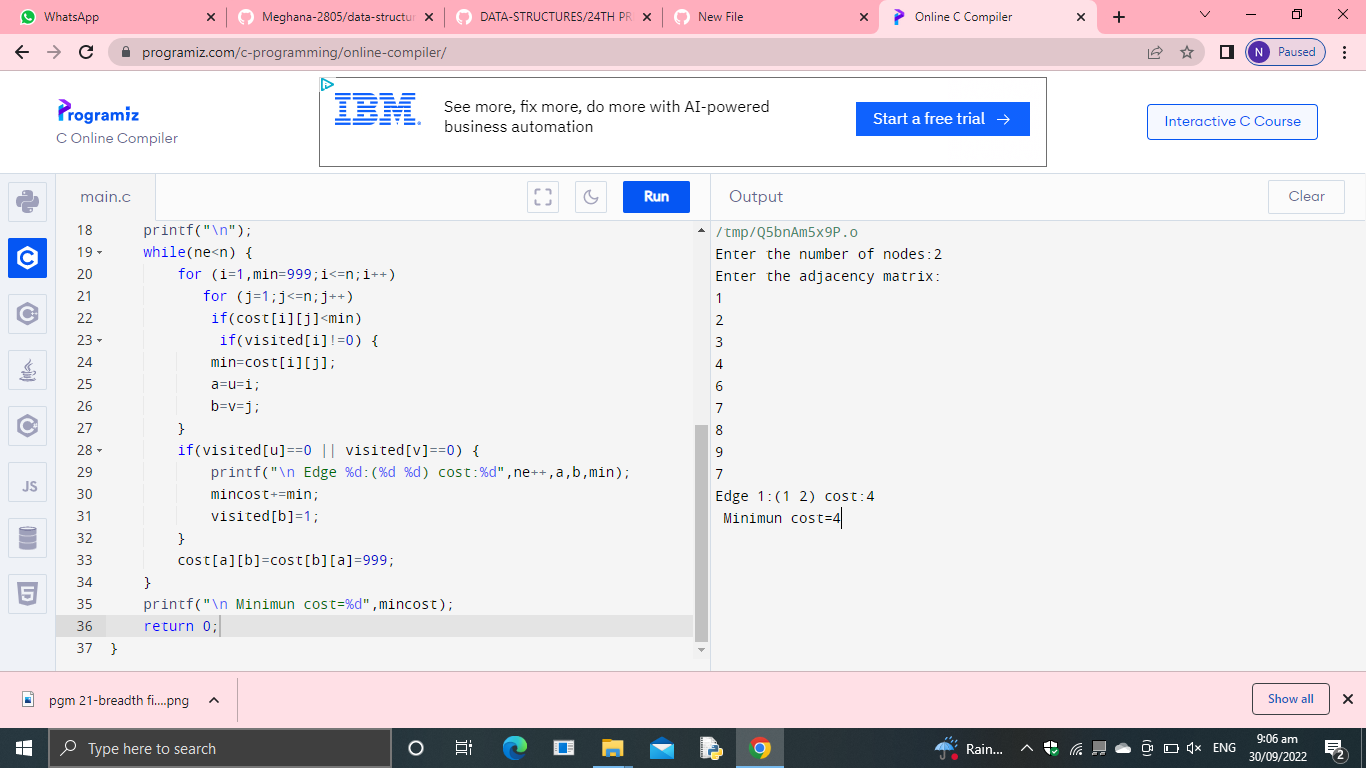 WhatsApp
Meghana-2805/data-structu
DATA-STRUCTURES/24TH PR
New File
Online C Compiler
programiz.com/c-programming/online-compiler/
N Paused
Programiz
C Online Compiler
IBM
See more, fix more, do more with AI-powered
business automation
Start a free trial →
Interactive C Course
main.c
Run
Output
Clear
JS
18 printf("\n");
19 while(ne<n) {
20 for (i=1,min=999;i<=n;i++)
21 for (j=1;j<=n;j++)
22 if(cost[i][j]<min)
23 if(visited[i]!=0) {
24 min=cost[i][j];
25 a=u=i;
26 b=v=j;
27 }
28 if(visited[u]==0 || visited[v]==0) {
29 printf("\n Edge %d:(%d %d) cost:%d",ne++,a,b,min);
30 mincost+=min;
31 visited[b]=1;
32 }
33 cost[a][b]=cost[b][a]=999;
34 }
35 printf("\n Minimun cost=%d",mincost);
36 return 0;
37 }
/tmp/Q5bnAm5x9P.o
Enter the number of nodes:2
Enter the adjacency matrix:
1
2
3
4
6
7
8
9
7
Edge 1:(1 2) cost:4
Minimun cost=4
pgm 21-breadth fi....png
Show all
Type here to search
Rain...
ENG
9:06 am
30/09/2022
2